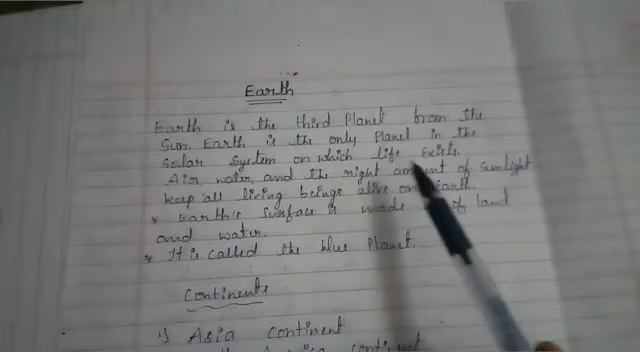 Earth
Earth is the third Planet from the
Sun. Earth is the only Planet in the
Solar System on which life exists.
Air, water, and the right amount of sunlight
keep all living beings alive on Earth.
* Earth's Surface is made of land
and water.
* It is called the blue Planet.
Continents
1) Asia continent
continent